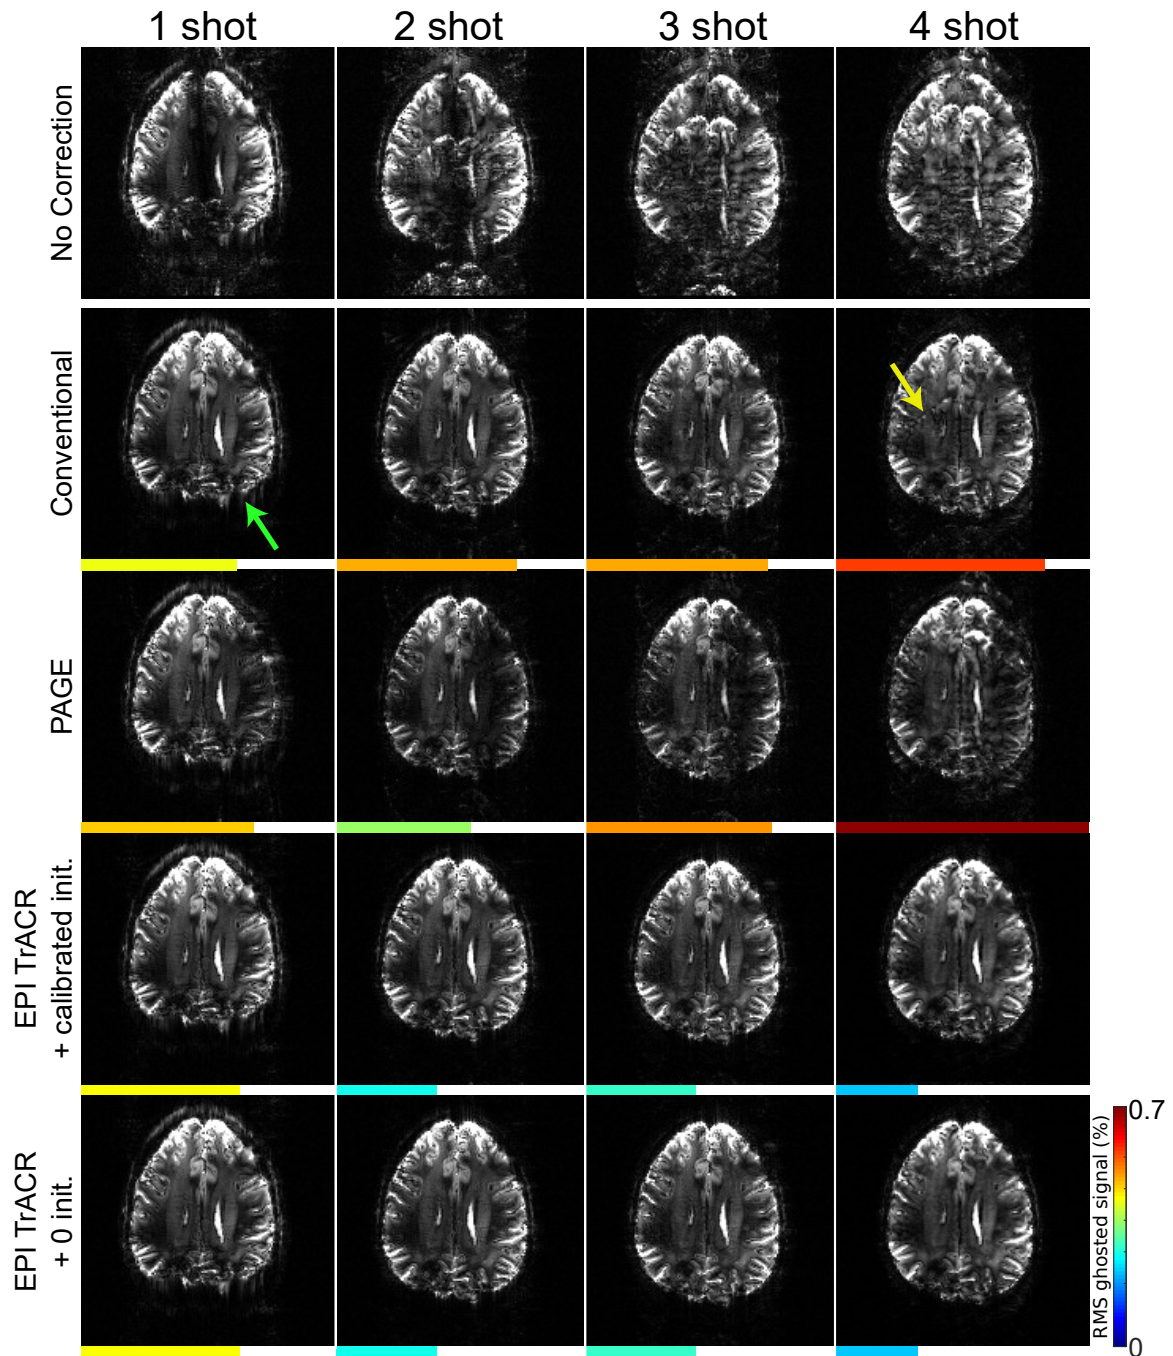 1 shot 2 shot 3 shot 4 shot
No Correction
Conventional
PAGE
EPI TrACR
+ calibrated init.
EPI TrACR
+ 0 init.
0.7
RMS ghosted signal (%)
0